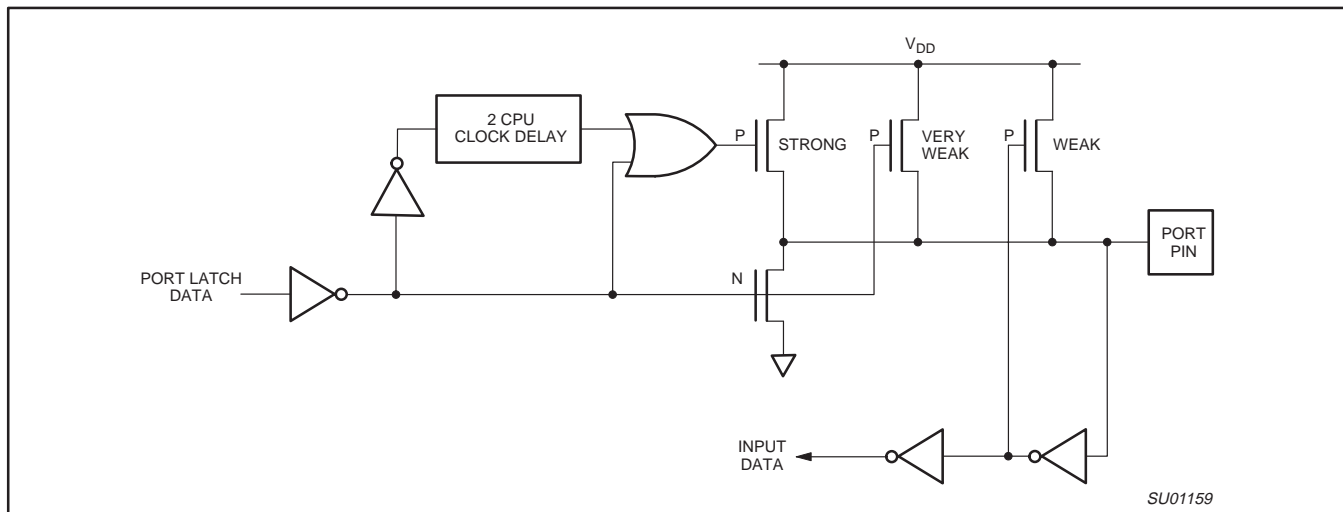 VDD
2 CPU
CLOCK DELAY
P
STRONG
P
VERY
WEAK
P
WEAK
PORT
PIN
PORT LATCH
DATA
N
INPUT
DATA
SU01159